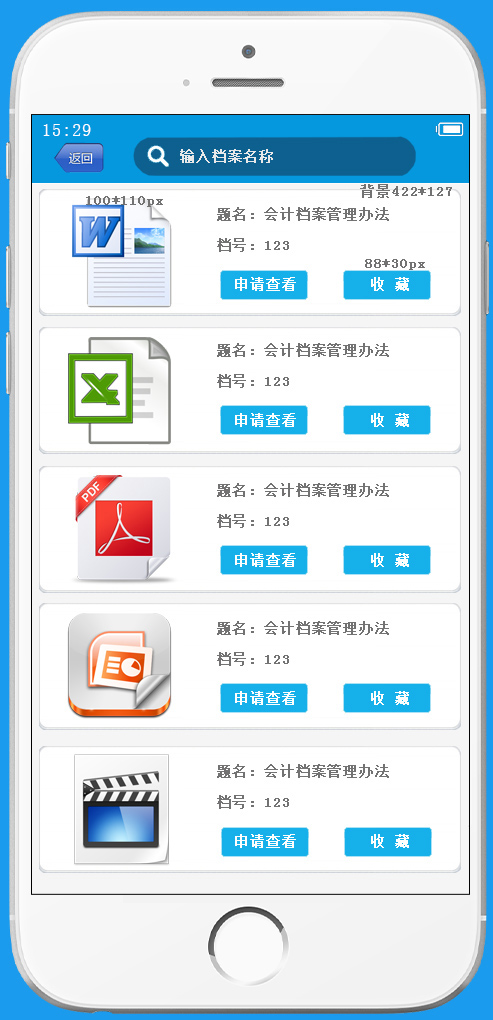 15:29
返回
输入档案名称
背景422*127
100*110px
W
题名：会计档案管理办法
档号：123
88*30px
申请查看
收 藏
X
题名：会计档案管理办法
档号：123
申请查看
收 藏
PDF
题名：会计档案管理办法
档号：123
申请查看
收 藏
题名：会计档案管理办法
档号：123
申请查看
收 藏
题名：会计档案管理办法
档号：123
申请查看
收 藏